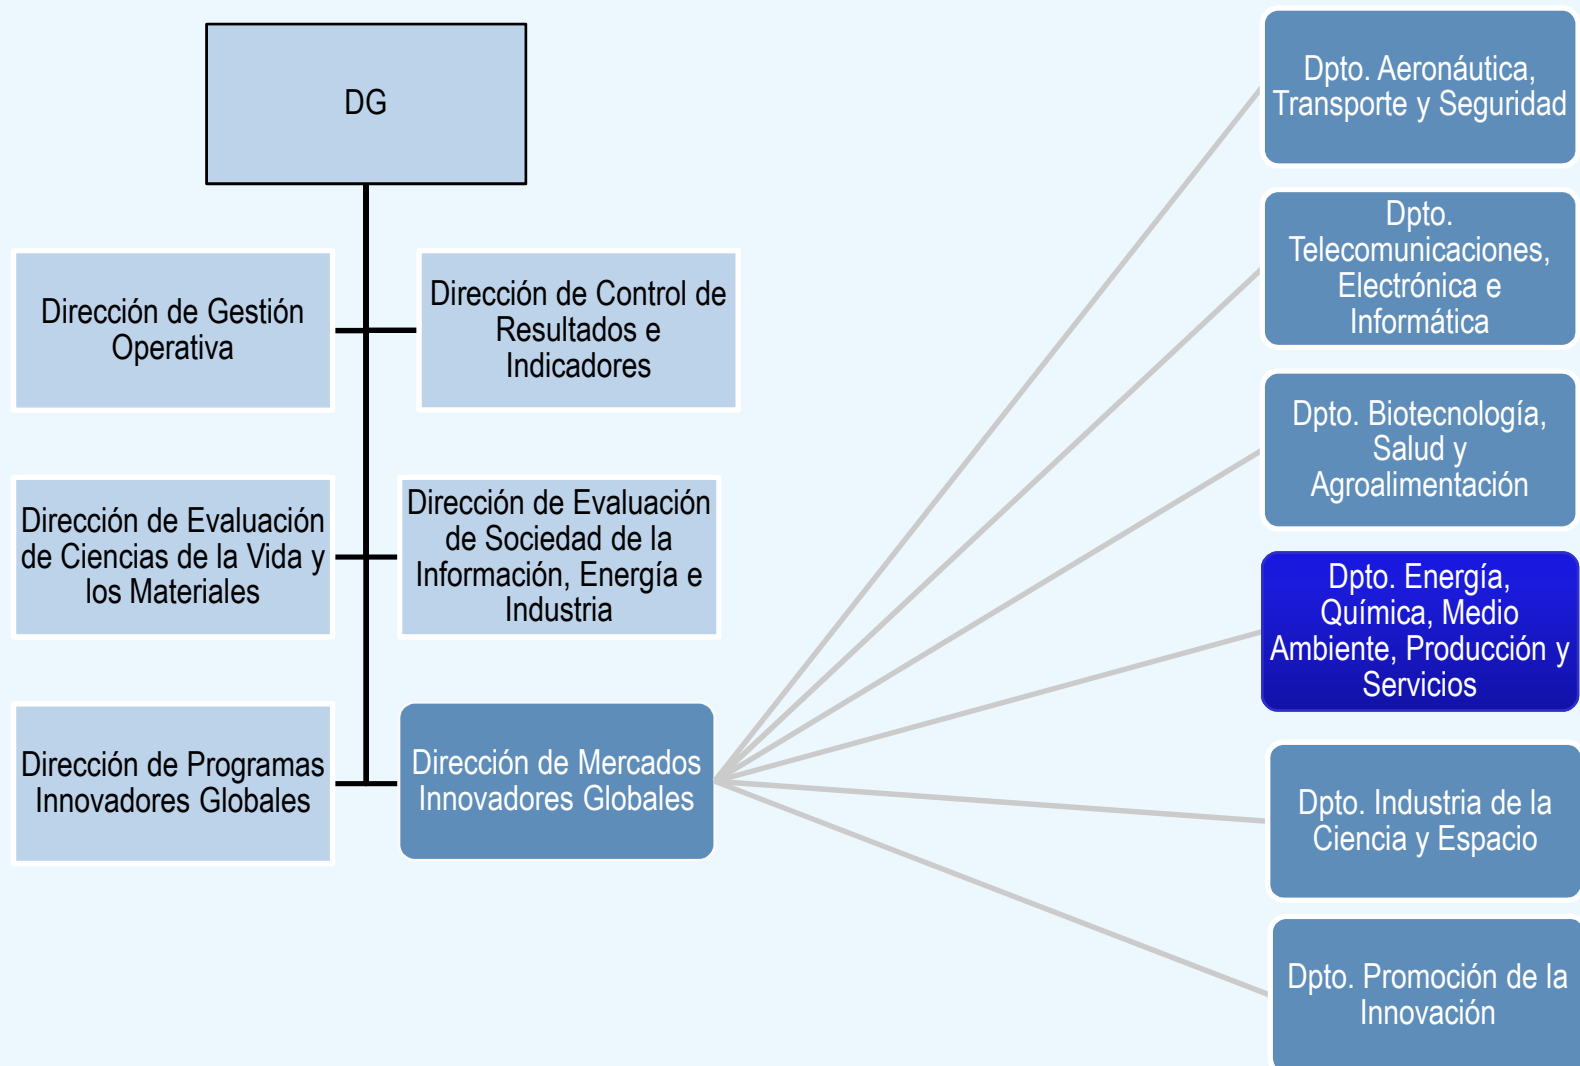 DG
Dirección de Gestión
Operativa
Dirección de Control de
Resultados e
Indicadores
Dirección de Evaluación
de Ciencias de la Vida y
los Materiales
Dirección de Evaluación
de Sociedad de la
Información, Energía e
Industria
Dirección de Programas
Innovadores Globales
Dirección de Mercados
Innovadores Globales
Dpto. Aeronáutica,
Transporte y Seguridad
Dpto.
Telecomunicaciones,
Electrónica e
Informática
Dpto. Biotecnología,
Salud y
Agroalimentación
Dpto. Energía,
Química, Medio
Ambiente, Producción y
Servicios
Dpto. Industria de la
Ciencia y Espacio
Dpto. Promoción de la
Innovación